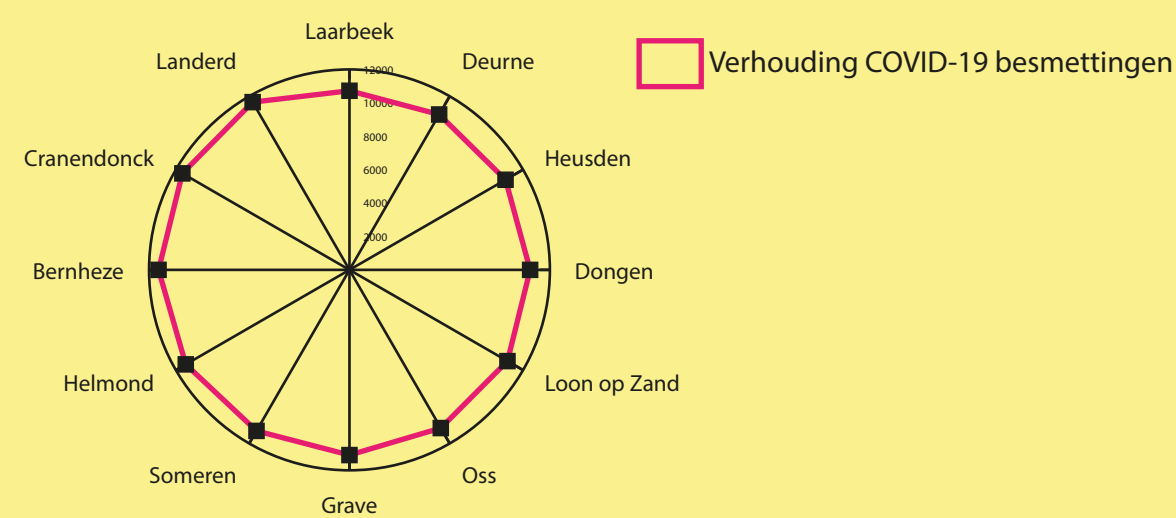 Laarbeek
Landerd
Deurne
Verhouding COVID-19 besmettingen
12000
10000
8000
6000
4000
2000
Cranendonck
Heusden
Bernheze
Dongen
Helmond
Loon op Zand
Someren
Oss
Grave